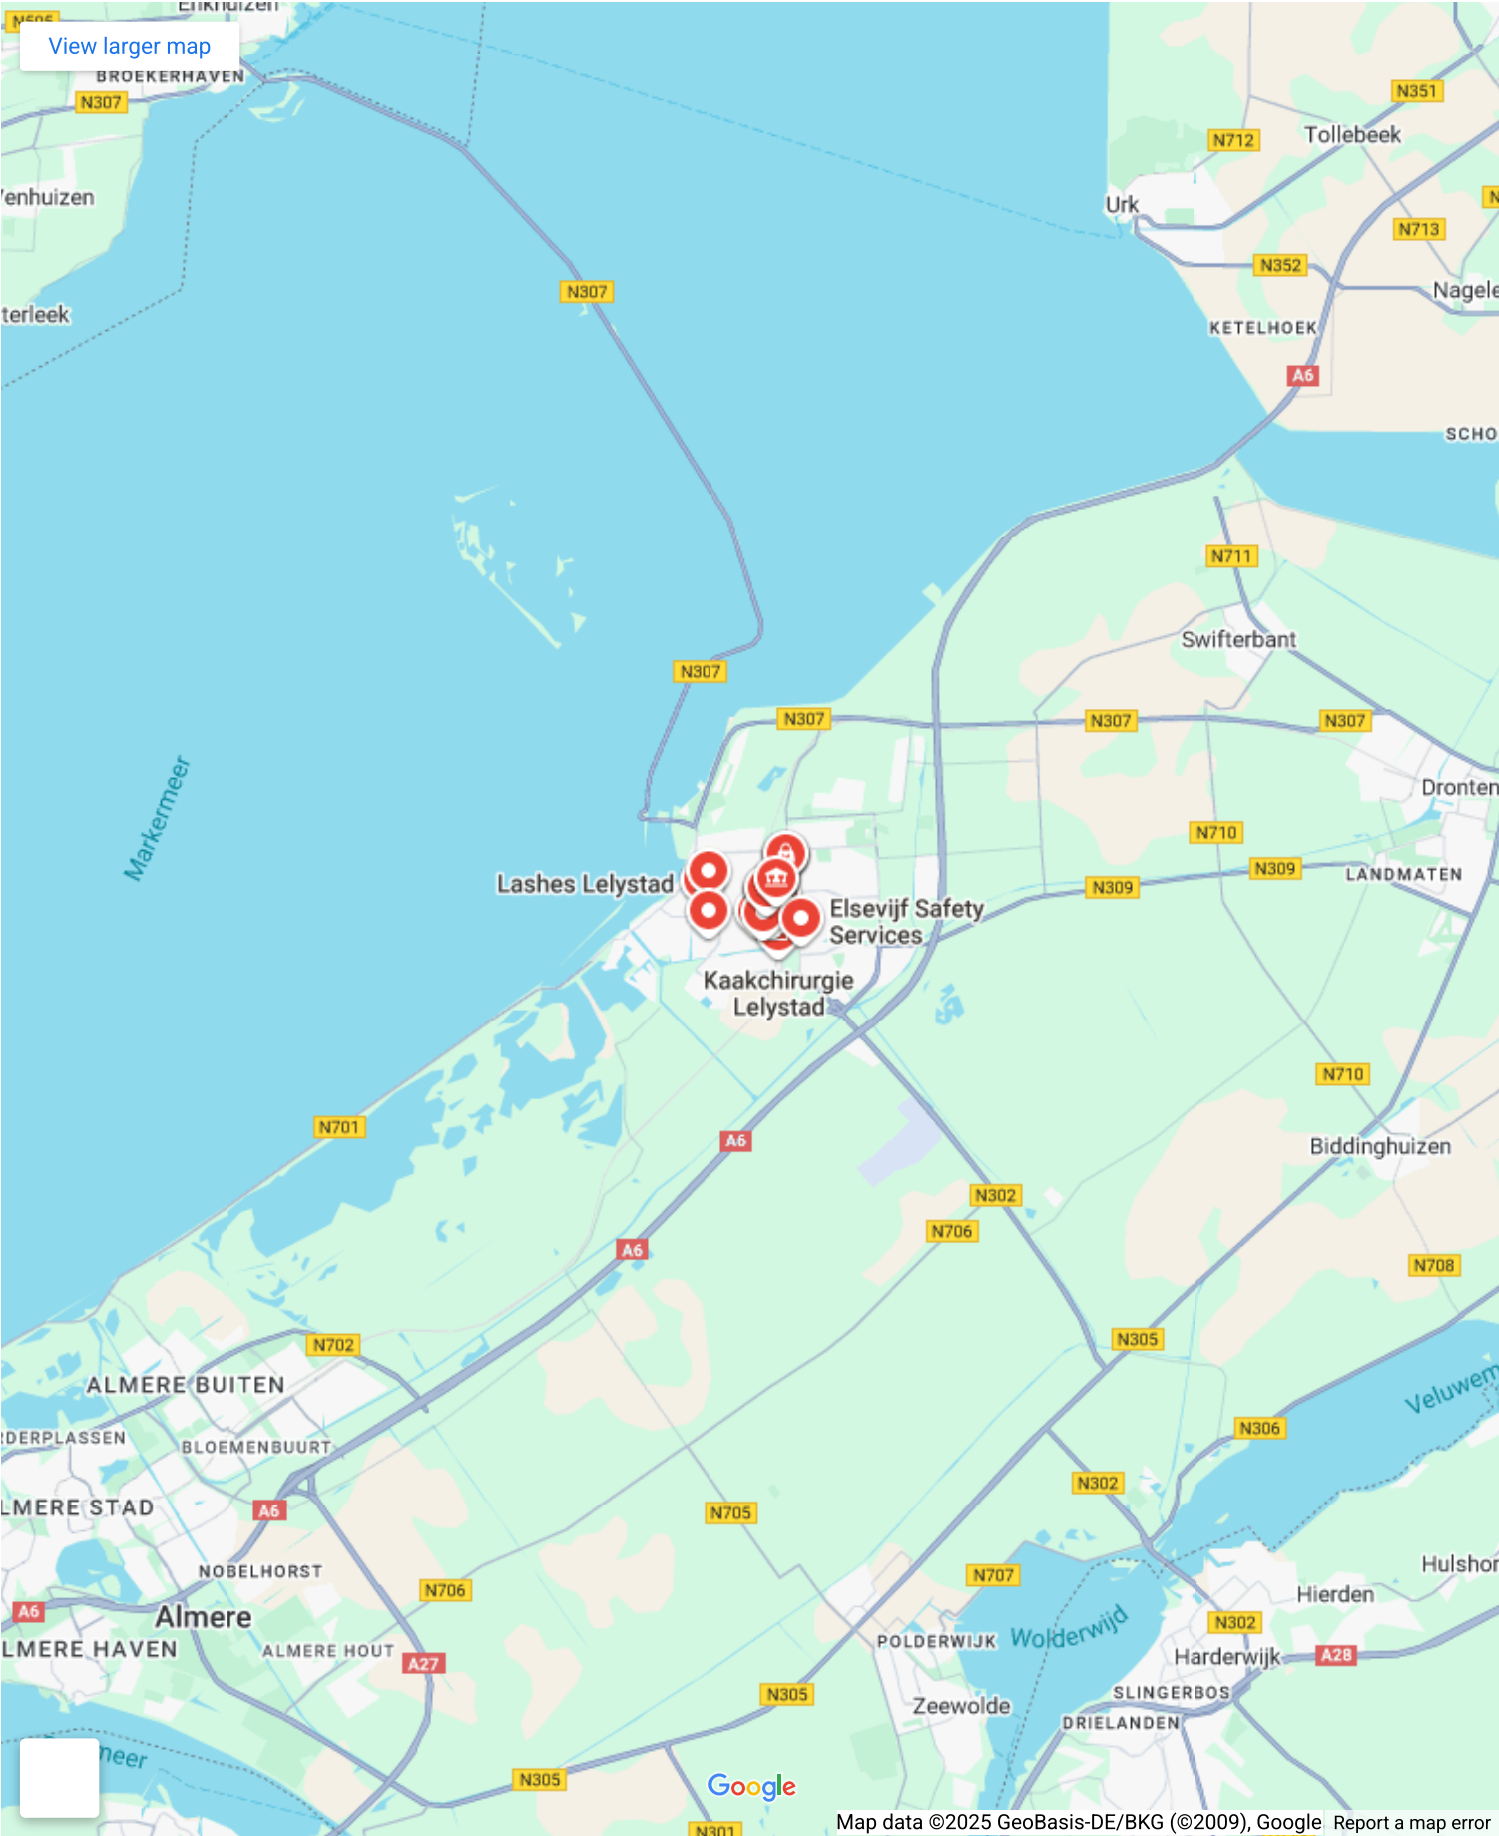 Enkhuizen
N505
View larger map
BROEKERHAVEN
N307
N351
Tollebeek
N712
Venhuizen
Urk
N713
N352
N307
Nagele
terleek
KETELHOEK
A6
SCHO
N711
Swifterbant
N307
N307
N307
N307
Markermeer
Dronten
N710
N309
LANDMATEN
N309
Lashes Lelystad
Elsevijf Safety
Services
Kaakchirurgie
Lelystad
N710
N701
A6
Biddinghuizen
N302
N706
A6
N708
N305
N702
ALMERE BUITEN
Veluwem
N306
RDERPLASSEN
BLOEMENBUURT
N302
LMERE STAD
A6
N705
NOBELHORST
N707
Hulshor
N706
Hierden
A6
Almere
N302
POLDERWIJK
Wolderwijd
LMERE HAVEN
ALMERE HOUT
A27
Harderwijk
A28
SLINGERBOS
N305
Zeewolde
DRIELANDEN
meer
N305
Google
Map data ©2025 GeoBasis-DE/BKG (©2009), Google
Report a map error
N301